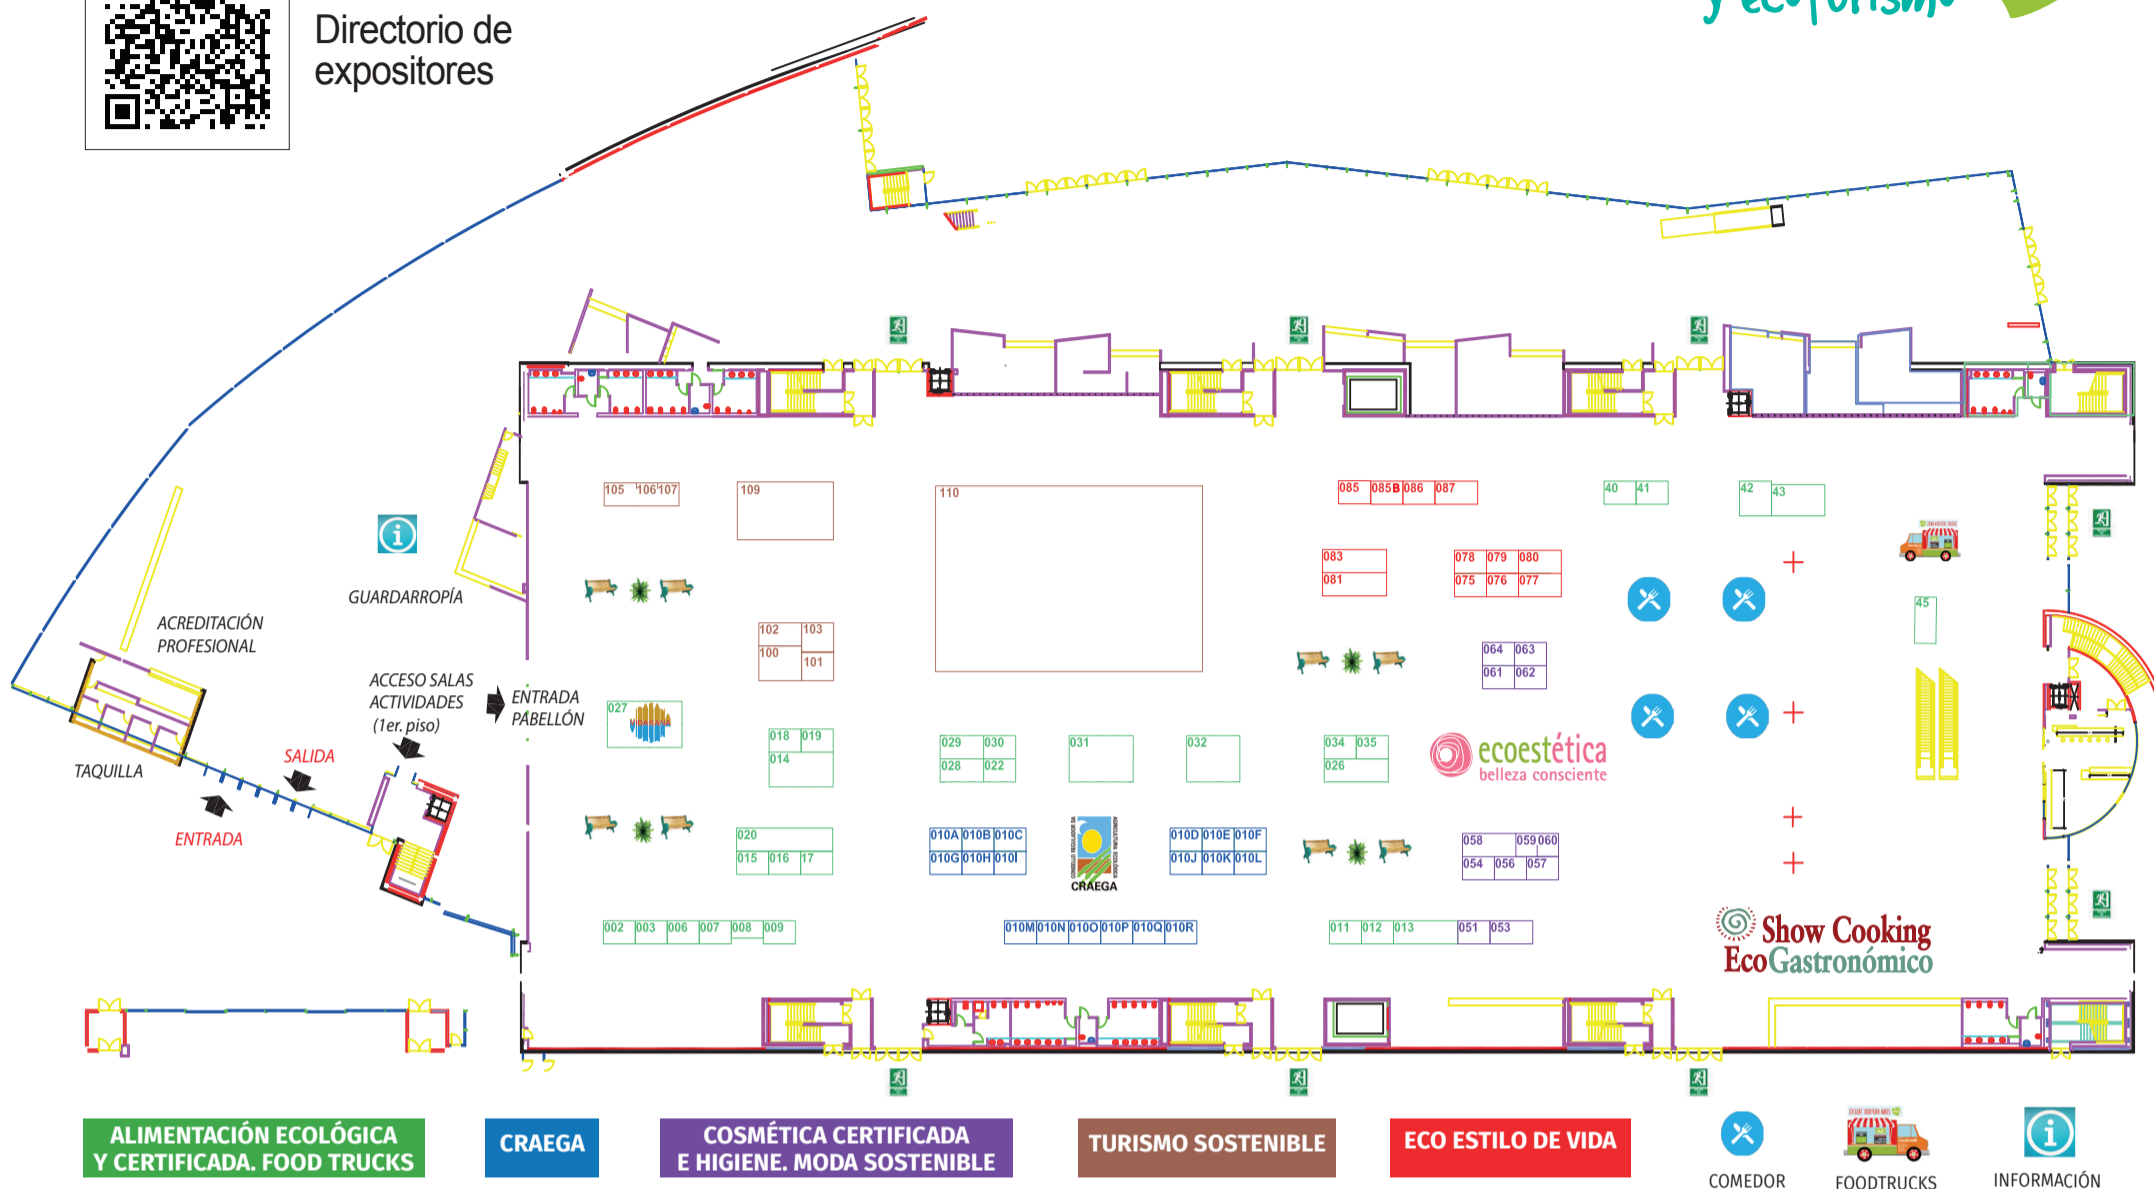 Directorio de
expositores
y ecoturismo
105 106 107
109
110
085 085B 086 087
40 41
42 43
083
081
078 079 080
075 076 077
45
GUARDARROPÍA
ACREDITACIÓN
PROFESIONAL
102 103
100 101
064 063
061 062
ACCESO SALAS
ACTIVIDADES
(1er. piso)
ENTRADA
PABELLÓN
027
018 019
014
029 030
028 022
031
032
034 035
026
ecoestética
belleza consciente
TAQUILLA
SALIDA
ENTRADA
020
015 016 17
010A 010B 010C
010G 010H 010I
CONSELLO REGULADOR DA
AGRICULTURA ECOLÓXICA
CRAEGA
010D 010E 010F
010J 010K 010L
058 059 060
054 056 057
002 003 006 007 008 009
010M 010N 010O 010P 010Q 010R
011 012 013 051 053
Show Cooking
EcoGastronómico
ALIMENTACIÓN ECOLÓGICA
Y CERTIFICADA. FOOD TRUCKS
CRAEGA
COSMÉTICA CERTIFICADA
E HIGIENE. MODA SOSTENIBLE
TURISMO SOSTENIBLE
ECO ESTILO DE VIDA
COMEDOR
FOODTRUCKS
INFORMACIÓN